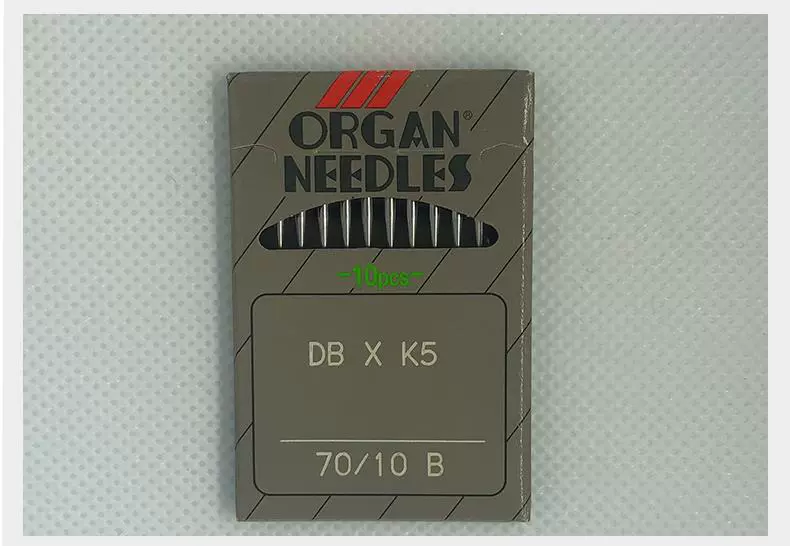 ORGAN®
NEEDLES
-10pcs-
DB X K5
70/10 B